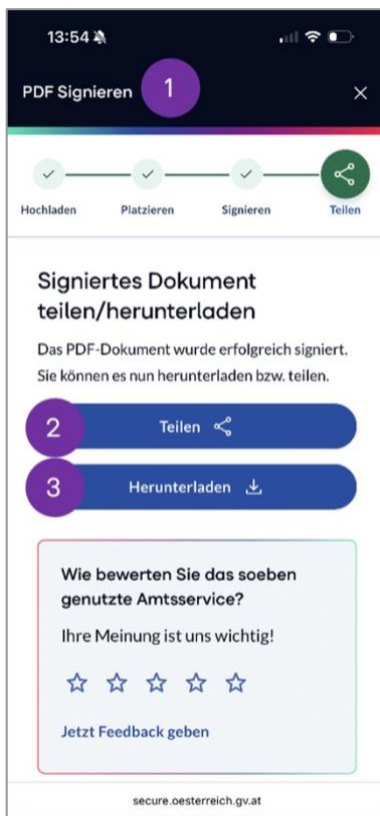 13:54
PDF Signieren
1
Hochladen
Platzieren
Signieren
Teilen
Signiertes Dokument
teilen/herunterladen
Das PDF-Dokument wurde erfolgreich signiert.
Sie können es nun herunterladen bzw. teilen.
2
Teilen
3
Herunterladen
Wie bewerten Sie das soeben
genutzte Amtsservice?
Ihre Meinung ist uns wichtig!
Jetzt Feedback geben
secure.oesterreich.gv.at